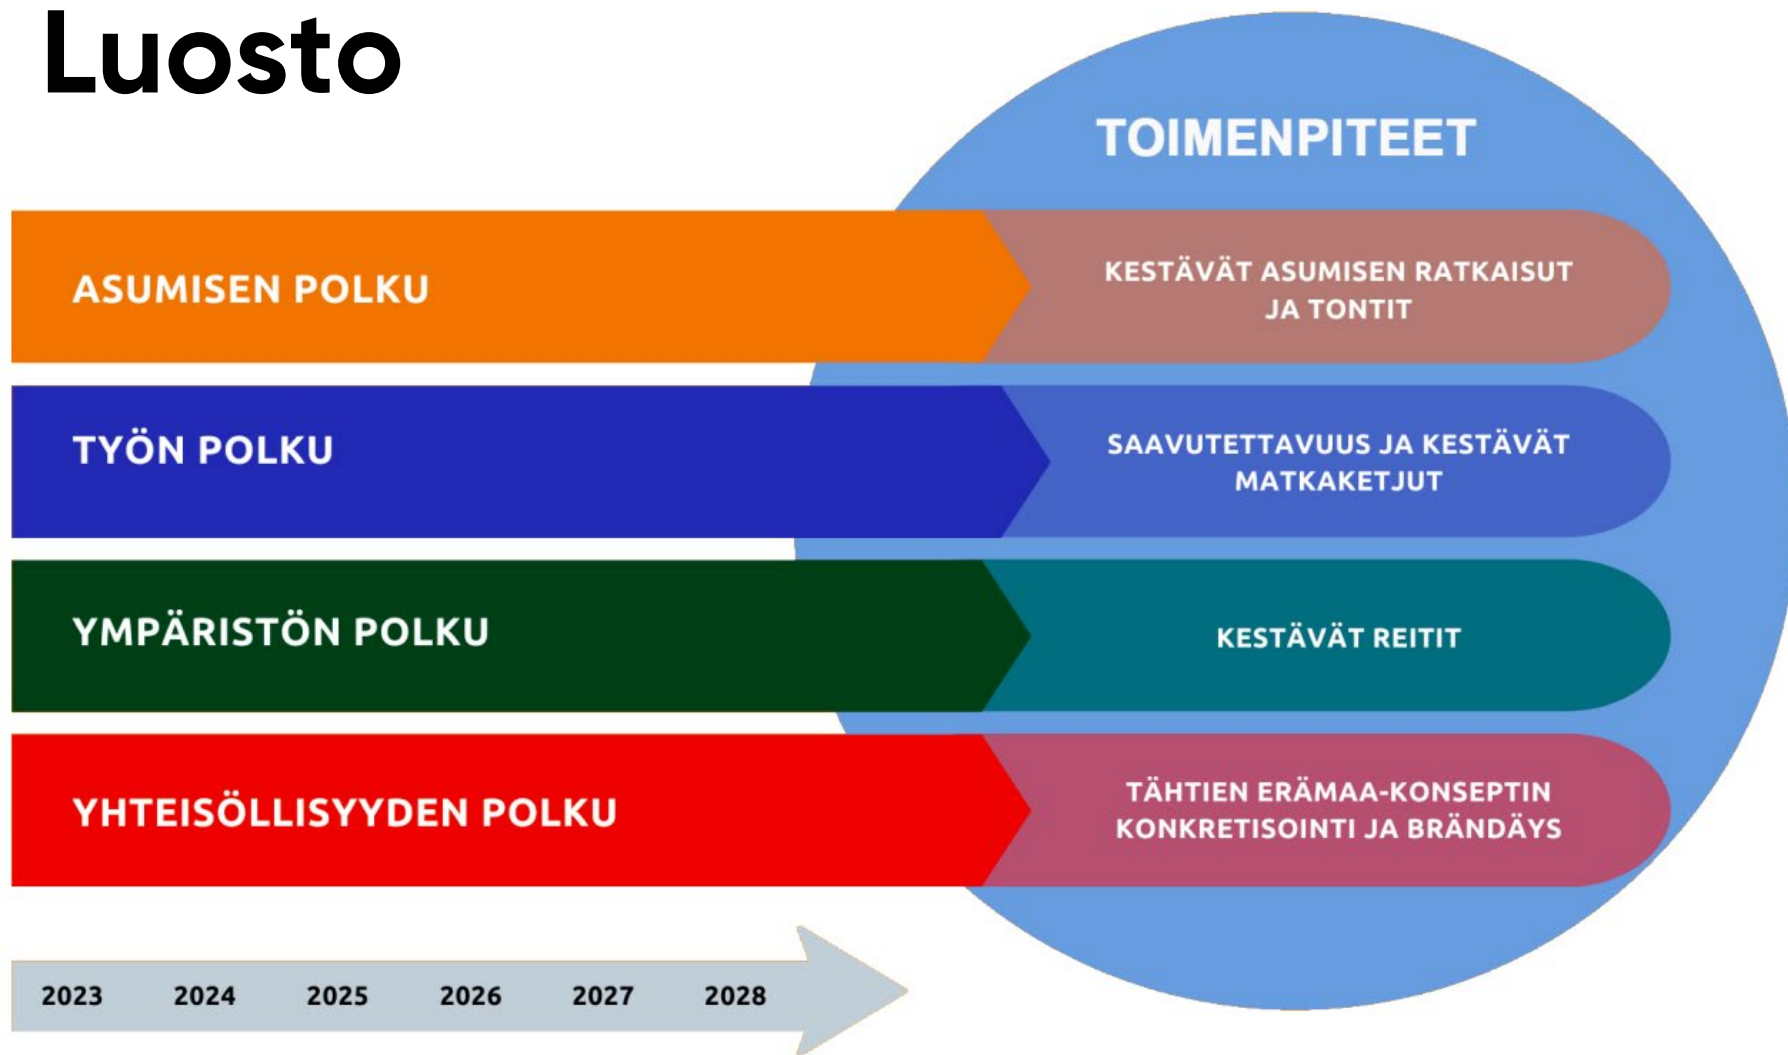 Luosto
TOIMENPITEET
ASUMISEN POLKU
KESTÄVÄT ASUMISEN RATKAISUT
JA TONTIT
TYÖN POLKU
SAAVUTETTAVUUS JA KESTÄVÄT
MATKAKETJUT
YMPÄRISTÖN POLKU
KESTÄVÄT REITIT
YHTEISÖLLISYYDEN POLKU
TÄHTIEN ERÄMAA-KONSEPTIN
KONKRETISOINTI JA BRÄNDÄYS
2023 2024 2025 2026 2027 2028